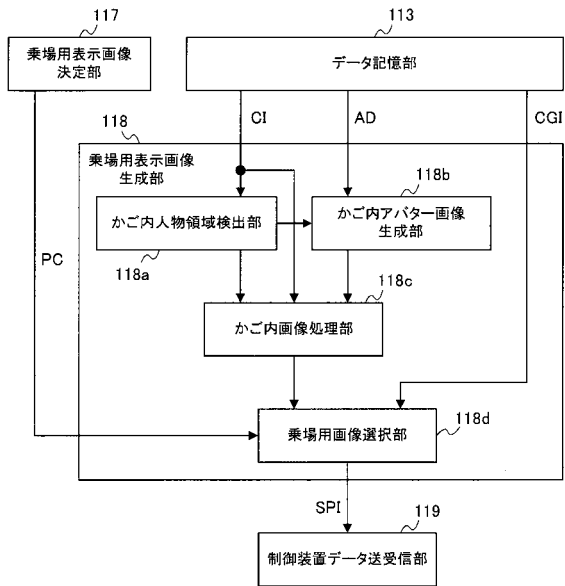 117
乗場用表示画像
決定部
113
データ記憶部
118
CI
AD
CGI
乗場用表示画像
生成部
118b
かご内人物領域検出部
かご内アバター画像
生成部
PC
118a
118c
かご内画像処理部
乗場用画像選択部
118d
SPI
119
制御装置データ送受信部